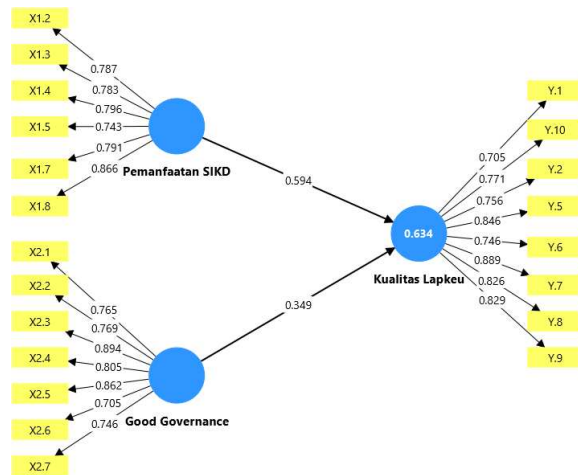 X1.2
X1.3
X1.4
X1.5
X1.7
X1.8
0.787
0.783
0.796
0.743
0.791
0.866
Pemanfaatan SIKD
0.594
X2.1
X2.2
X2.3
X2.4
X2.5
X2.6
X2.7
0.765
0.769
0.894
0.805
0.862
0.705
0.746
Good Governance
0.349
0.634
Kualitas Lapkeu
0.705
0.771
0.756
0.846
0.746
0.889
0.826
0.829
Y.1
Y.10
Y.2
Y.5
Y.6
Y.7
Y.8
Y.9